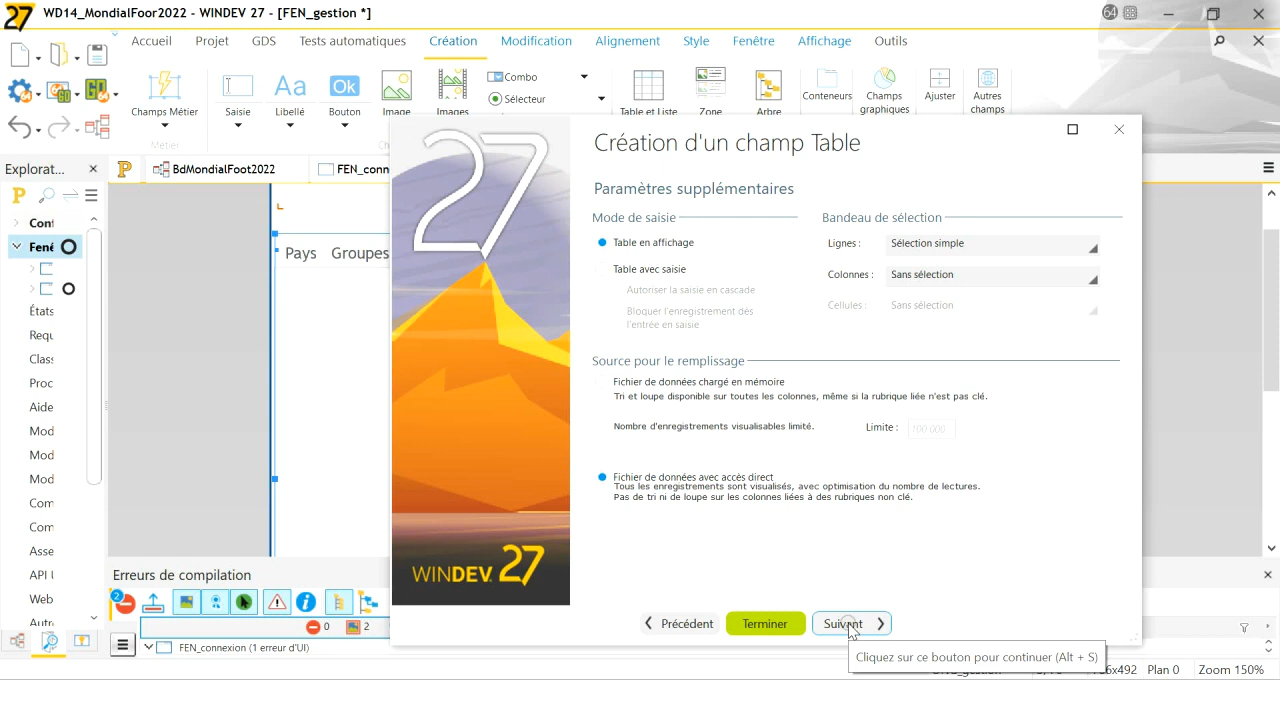 27 WD14_MondialFoor2022 - WINDEV 27 - [FEN_gestion *]
64
Accueil Projet GDS Tests automatiques Création Modification Alignement Style Fenêtre Affichage Outils
Aa Ok Combo
Sélecteur
Champs Métier Saisie Libellé Bouton Image Images Table et Liste Zone Arbre Conteneurs Champs graphiques Ajuster Autres champs
Métier
Explorat...
BdMondialFoot2022
FEN_conn
Pays Groupes
Fené
États
Requ
Class
Proc
Aide
Mod
Mod
Mod
Com
Com
Asse
Web
27
WINDEV 27
Création d'un champ Table
Paramètres supplémentaires
Mode de saisie
Table en affichage
Table avec saisie
Autoriser la saisie en cascade
Bloquer l'enregistrement dès
l'entrée en saisie
Bandeau de sélection
Lignes : Sélection simple
Colonnes : Sans sélection
Cellules : Sans sélection
Source pour le remplissage
Fichier de données chargé en mémoire
Tri et loupe disponible sur toutes les colonnes, même si la rubrique liée n'est pas clé.
Nombre d'enregistrements visualisables limité.
Limite : 100 000
Fichier de données avec accès direct
Tous les enregistrements sont visualisés, avec optimisation du nombre de lectures.
Pas de tri ni de loupe sur les colonnes liées à des rubriques non clé.
Précédent Terminer Suivant
Cliquez sur ce bouton pour continuer (Alt + S)
Erreurs de compilation
2
0 2
FEN_connexion (1 erreur d'UI)
Plan 0 Zoom 150%